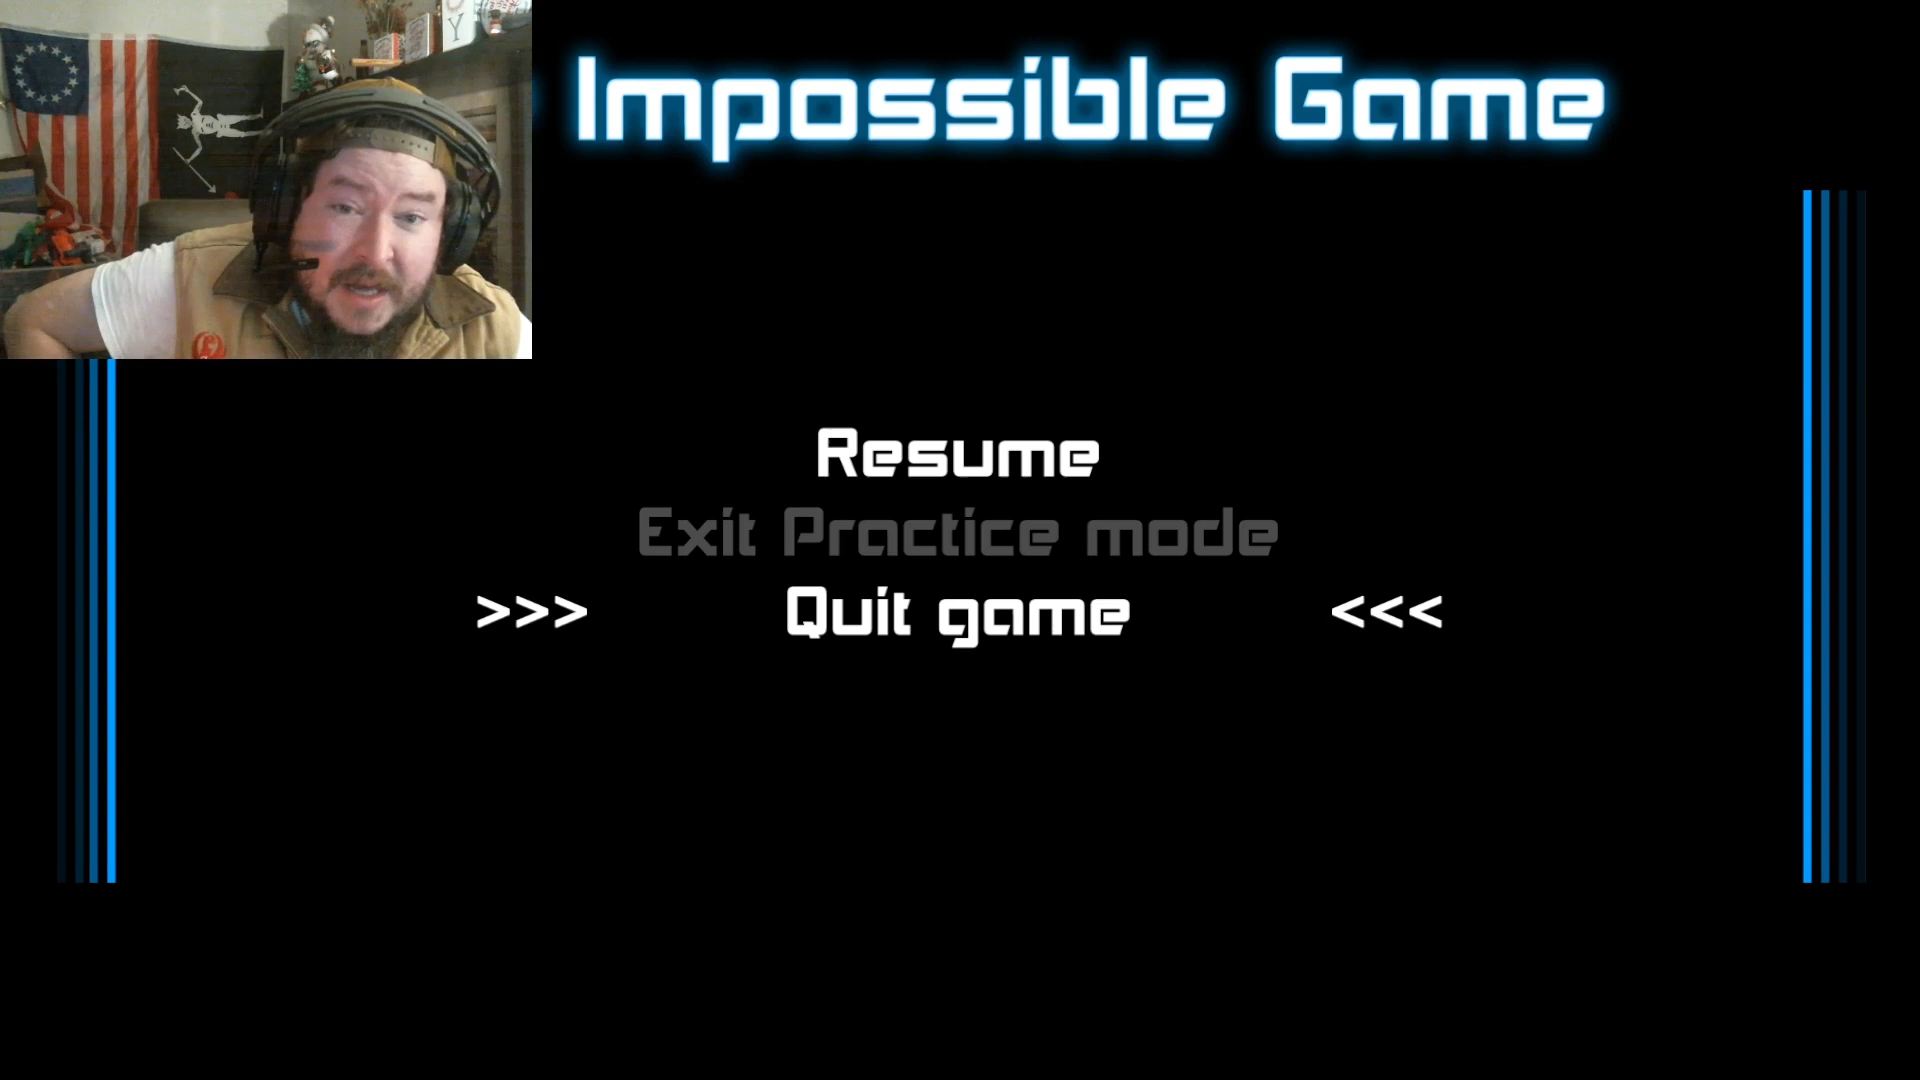 Y
Impossible Game
Resume
Exit Practice mode
>>> Quit game <<<